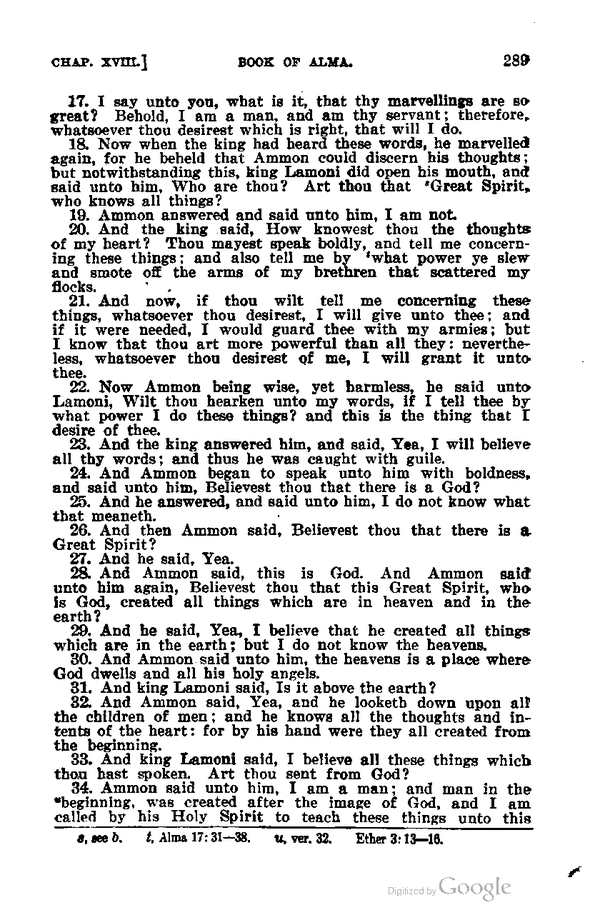 CHAP. XVIII.] BOOK OF ALMA. 289
17. I say unto you, what is it, that thy marvellings are so
great? Behold, I am a man, and am thy servant; therefore,
whatsoever thou desirest which is right, that will I do.
18. Now when the king had heard these words, he marvelled
again, for he beheld that Ammon could discern his thoughts;
but notwithstanding this, king Lamoni did open his mouth, and
said unto him, Who are thou? Art thou that ˢGreat Spirit,
who knows all things?
19. Ammon answered and said unto him, I am not.
20. And the king said, How knowest thou the thoughts
of my heart? Thou mayest speak boldly, and tell me concern-
ing these things; and also tell me by ᵗwhat power ye slew
and smote off the arms of my brethren that scattered my
flocks.
21. And now, if thou wilt tell me concerning these
things, whatsoever thou desirest, I will give unto thee; and
if it were needed, I would guard thee with my armies; but
I know that thou art more powerful than all they: neverthe-
less, whatsoever thou desirest of me, I will grant it unto
thee.
22. Now Ammon being wise, yet harmless, he said unto
Lamoni, Wilt thou hearken unto my words, if I tell thee by
what power I do these things? and this is the thing that I
desire of thee.
23. And the king answered him, and said, Yea, I will believe
all thy words; and thus he was caught with guile.
24. And Ammon began to speak unto him with boldness,
and said unto him, Believest thou that there is a God?
25. And he answered, and said unto him, I do not know what
that meaneth.
26. And then Ammon said, Believest thou that there is a
Great Spirit?
27. And he said, Yea.
28. And Ammon said, this is God. And Ammon said
unto him again, Believest thou that this Great Spirit, who
is God, created all things which are in heaven and in the
earth?
29. And he said, Yea, I believe that he created all things
which are in the earth; but I do not know the heavens.
30. And Ammon said unto him, the heavens is a place where
God dwells and all his holy angels.
31. And king Lamoni said, Is it above the earth?
32. And Ammon said, Yea, and he looketh down upon all
the children of men; and he knows all the thoughts and in-
tents of the heart: for by his hand were they all created from
the beginning.
33. And king Lamoni said, I believe all these things which
thou hast spoken. Art thou sent from God?
34. Ammon said unto him, I am a man; and man in the
ᵘbeginning, was created after the image of God, and I am
called by his Holy Spirit to teach these things unto this
s, see b. t, Alma 17:31—38. u, ver. 32. Ether 3:13—16.
Digitized by Google